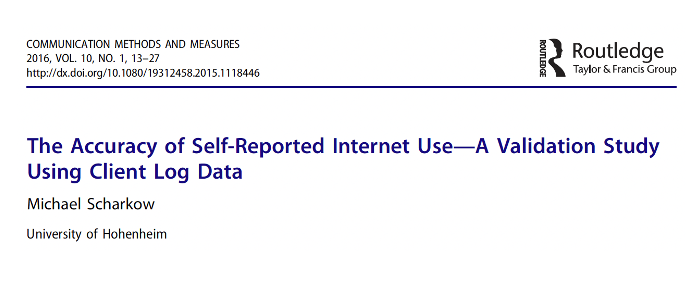 COMMUNICATION METHODS AND MEASURES
2016, VOL. 10, NO. 1, 13–27
http://dx.doi.org/10.1080/19312458.2015.1118446
ROUTLEDGE
Routledge
Taylor & Francis Group
The Accuracy of Self-Reported Internet Use—A Validation Study
Using Client Log Data
Michael Scharkow
University of Hohenheim